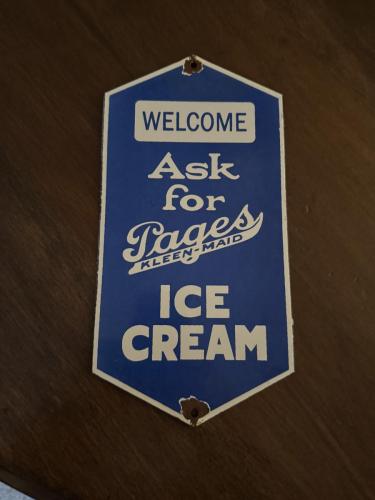 WELCOME
Ask
for
Pages
KLEEN-MAID
ICE
CREAM